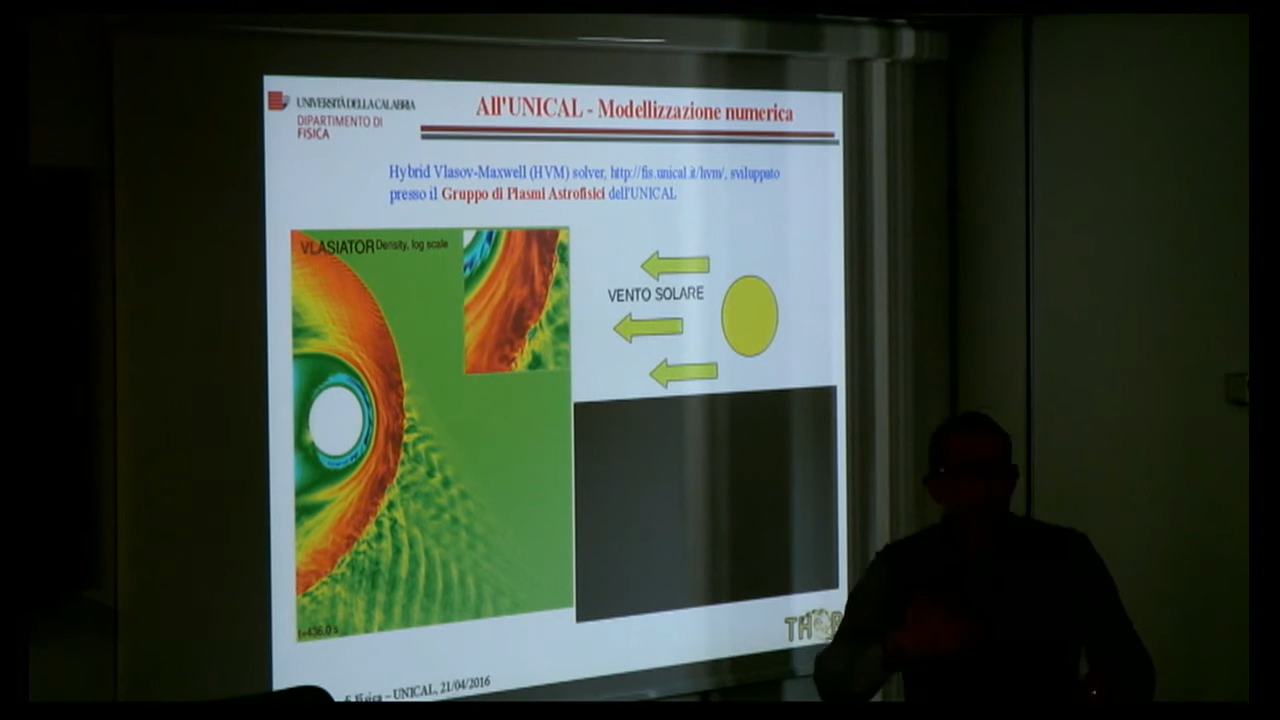 UNIVERSITÀ DELLA CALABRIA
DIPARTIMENTO DI
FISICA
All'UNICAL - Modellizzazione numerica
Hybrid Vlasov-Maxwell (HVM) solver, http://fis.unical.it/hvm/, sviluppato
presso il Gruppo di Plasmi Astrofisici dell'UNICAL
VLASIATOR Density, log scale
VENTO SOLARE
t=436.0 s
THOR
Fisica – UNICAL, 21/04/2016